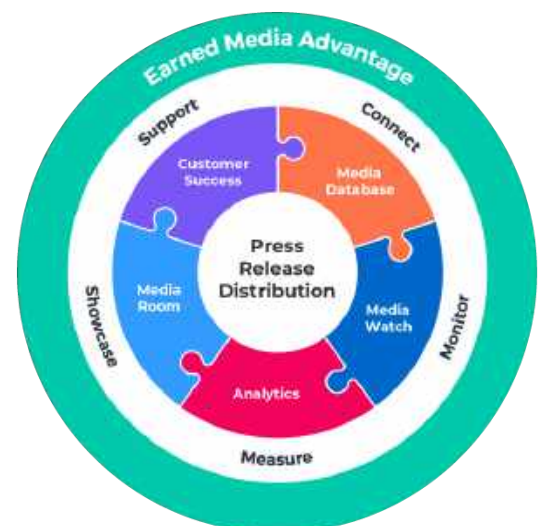 Earned Media Advantage
Support
Connect
Customer
Success
Media
Database
Press
Release
Distribution
Media
Room
Media
Watch
Showcase
Monitor
Analytics
Measure